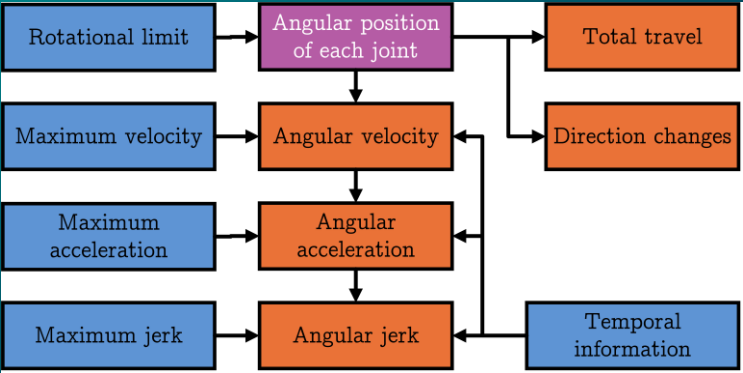 Rotational limit
Angular position
of each joint
Total travel
Maximum velocity
Angular velocity
Direction changes
Maximum
acceleration
Angular
acceleration
Maximum jerk
Angular jerk
Temporal
information